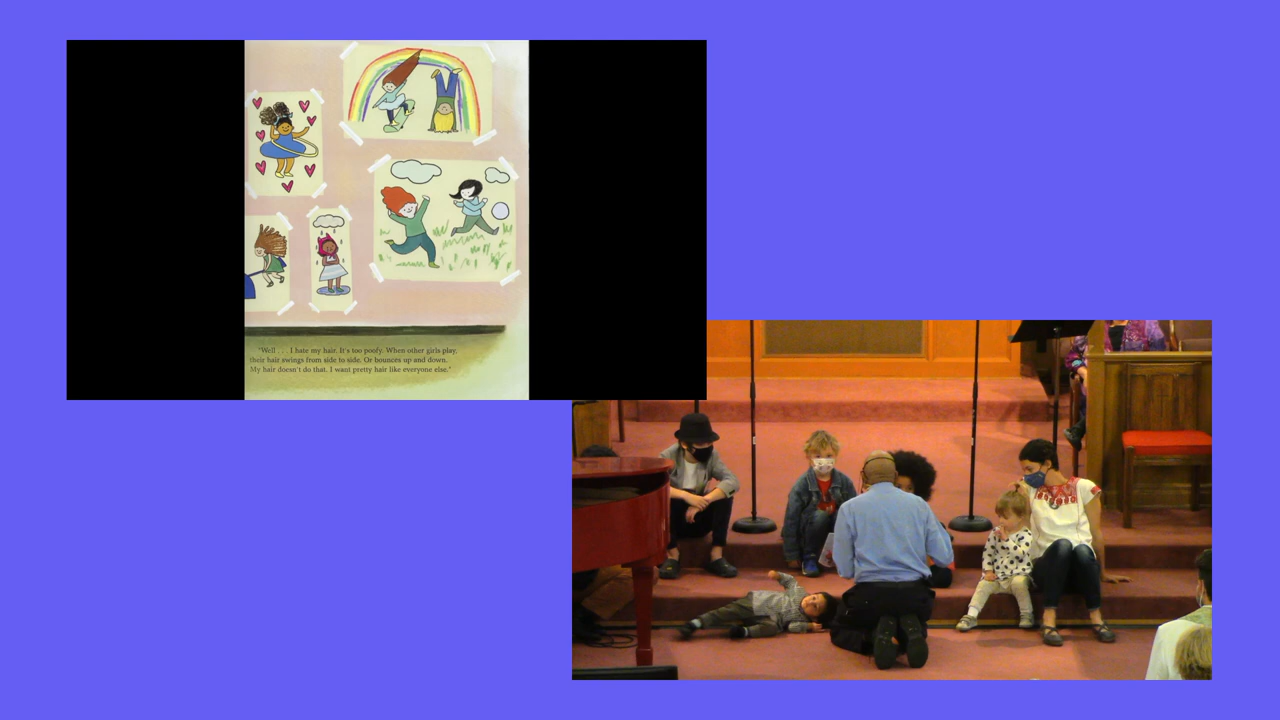 "Well . . . I hate my hair. It's too poofy. When other girls play,
their hair swings from side to side. Or bounces up and down.
My hair doesn't do that. I want pretty hair like everyone else."